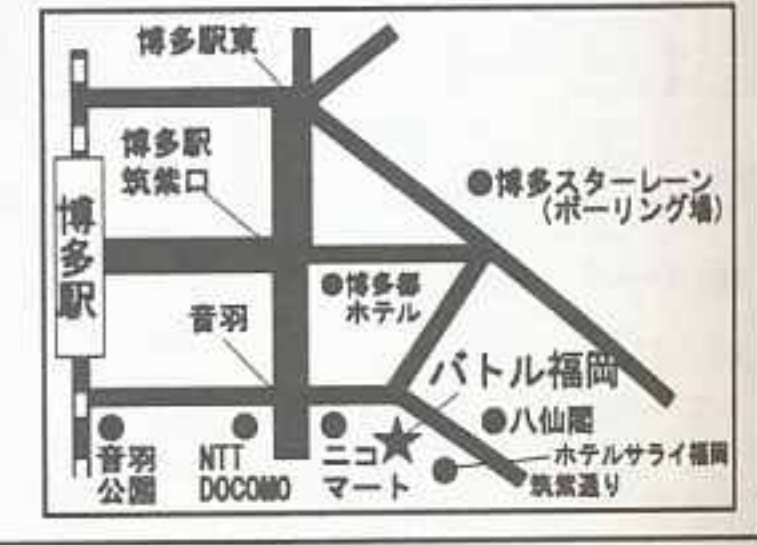 博多駅東
博多駅
筑紫口
博多駅
●博多スターレーン
(ボーリング場)
●博多都
ホテル
音羽
バトル福岡
●八仙閣
ホテルサライ福岡
筑紫通り
音羽
公園
NTT
DOCOMO
ニコ
マート